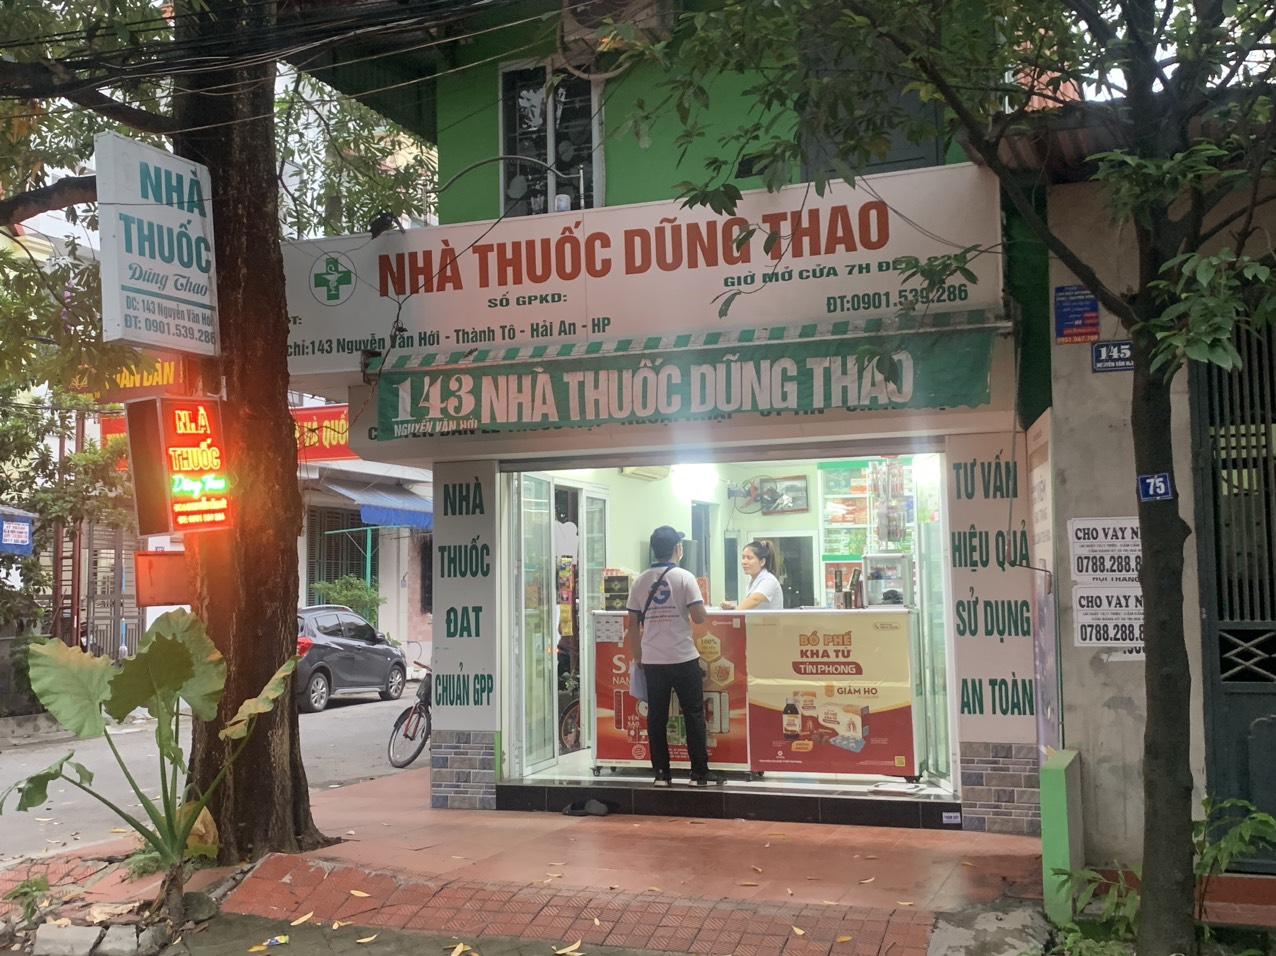 NHÀ
THUỐC
Dũng Thao
ĐC: 143 Nguyễn Văn Hới
ĐT: 0901.539.286
NHÀ THUỐC DŨNG THAO
SỐ GPKD:
GIỜ MỞ CỬA 7H
ĐT:0901.539.286
chỉ:143 Nguyễn Văn Hới - Thành Tô - Hải An - HP
143 NHÀ THUỐC DŨNG THAO
NGUYỄN VĂN HỚI
THUỐC
Dũng Thao
NHÀ
THUỐC
ĐẠT
CHUẨN GPP
TƯ VẤN
HIỆU QUẢ
SỬ DỤNG
AN TOÀN
BỔ PHẾ
KHA TỬ
TÍN PHONG
GIẢM HO
145
75
CHO VAY N
0788.288.8
CHO VAY N
0788.288.8